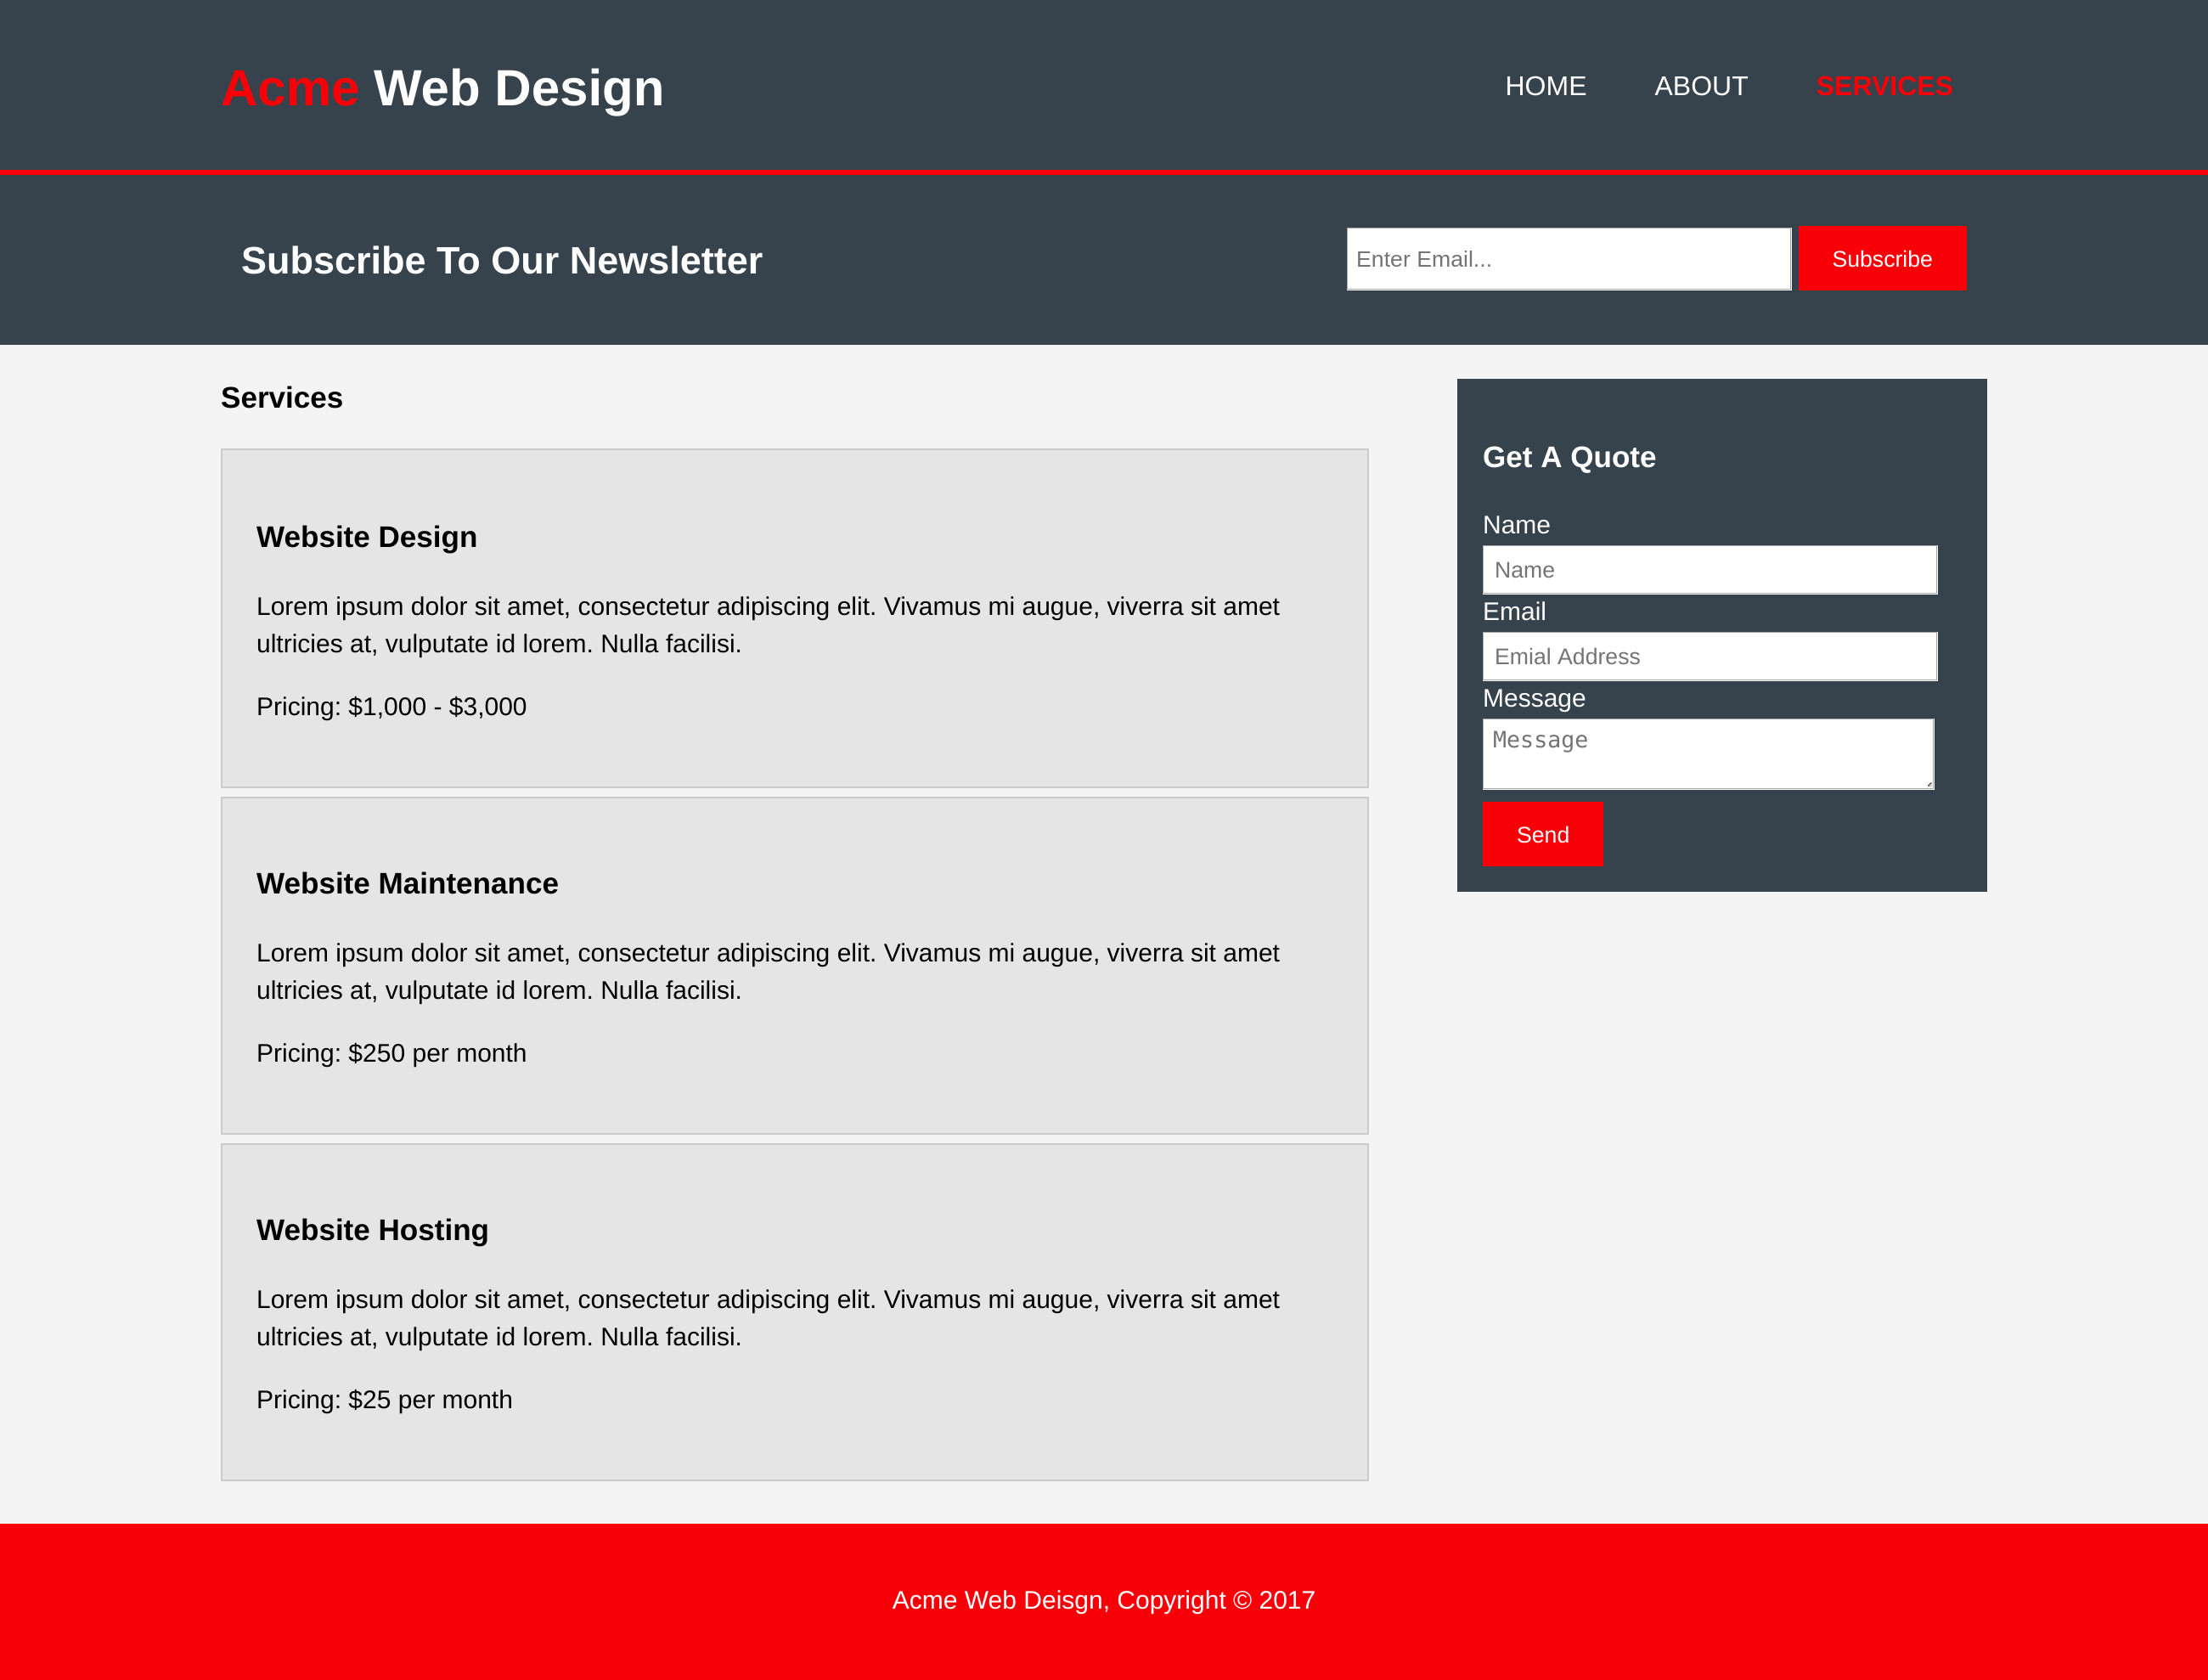 Acme Web Design
HOME ABOUT SERVICES
Subscribe To Our Newsletter
Enter Email...
Subscribe
Services
Website Design
Lorem ipsum dolor sit amet, consectetur adipiscing elit. Vivamus mi augue, viverra sit amet
ultricies at, vulputate id lorem. Nulla facilisi.
Pricing: $1,000 - $3,000
Website Maintenance
Lorem ipsum dolor sit amet, consectetur adipiscing elit. Vivamus mi augue, viverra sit amet
ultricies at, vulputate id lorem. Nulla facilisi.
Pricing: $250 per month
Website Hosting
Lorem ipsum dolor sit amet, consectetur adipiscing elit. Vivamus mi augue, viverra sit amet
ultricies at, vulputate id lorem. Nulla facilisi.
Pricing: $25 per month
Get A Quote
Name
Name
Email
Emial Address
Message
Message
Send
Acme Web Deisgn, Copyright © 2017